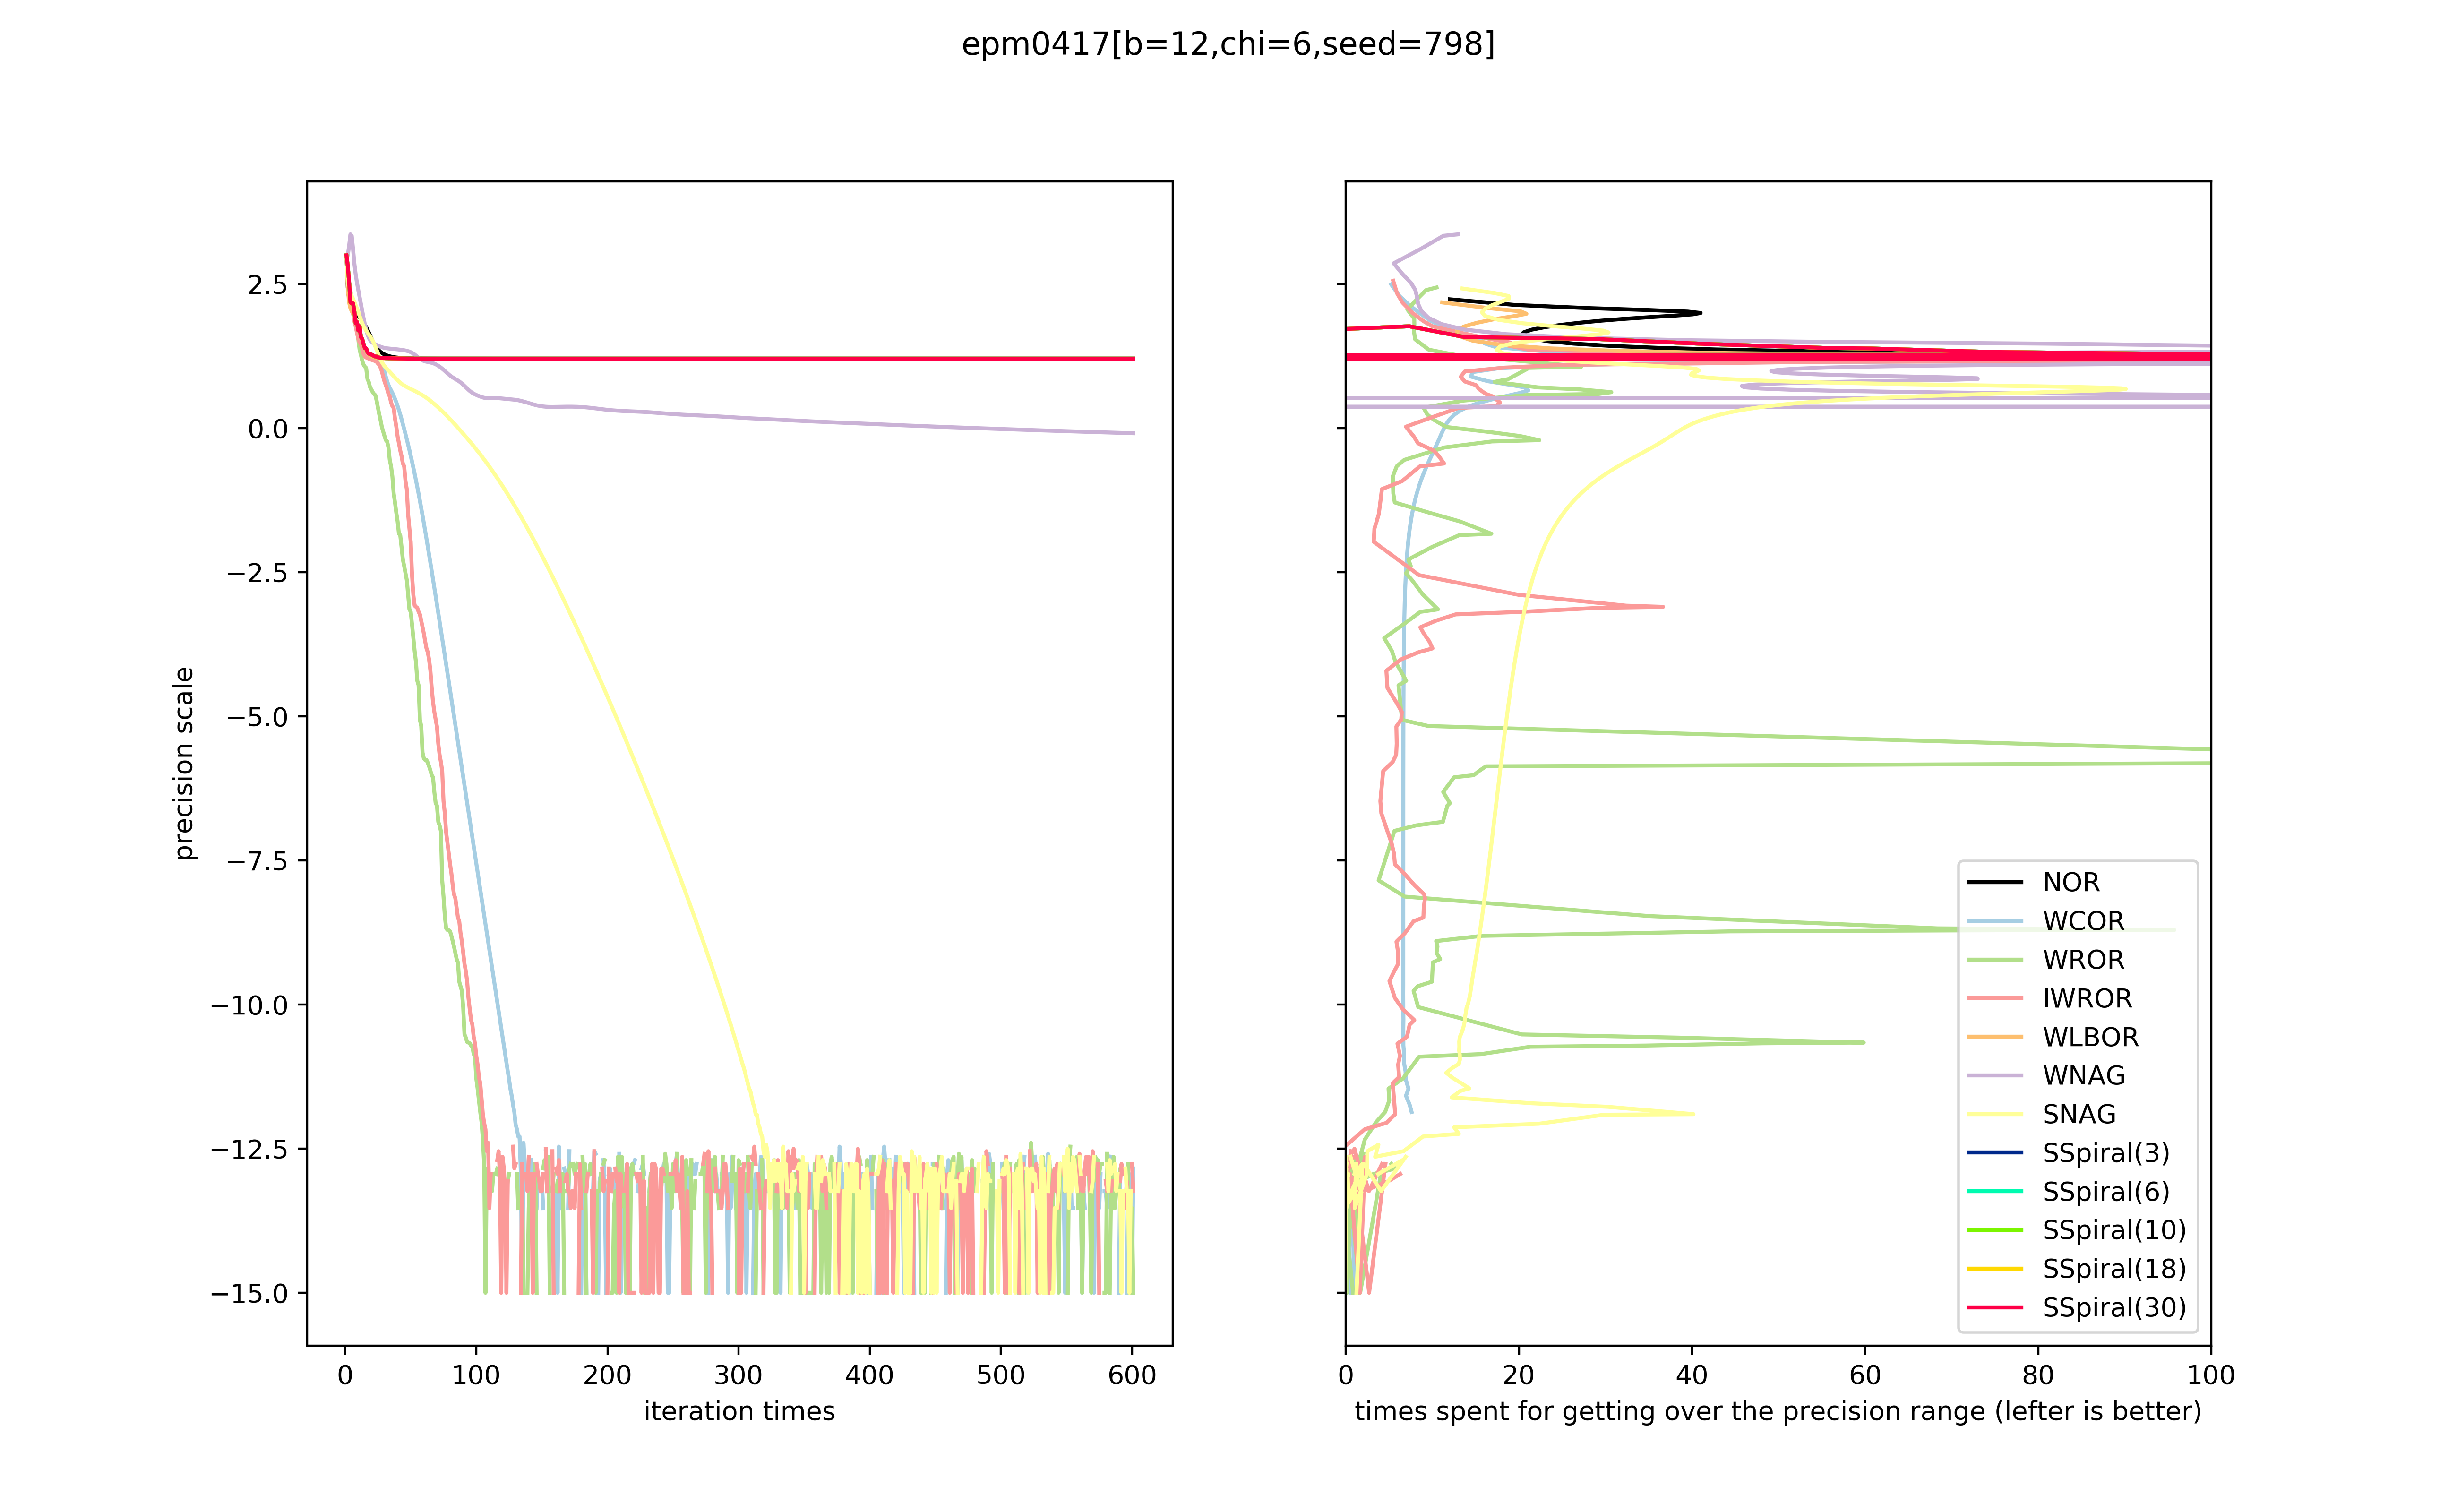 epm0417[b=12,chi=6,seed=798]
precision scale
2.5
0.0
−2.5
−5.0
−7.5
−10.0
−12.5
−15.0
0 100 200 300 400 500 600
iteration times
0 20 40 60 80 100
times spent for getting over the precision range (lefter is better)
NOR
WCOR
WROR
IWROR
WLBOR
WNAG
SNAG
SSpiral(3)
SSpiral(6)
SSpiral(10)
SSpiral(18)
SSpiral(30)